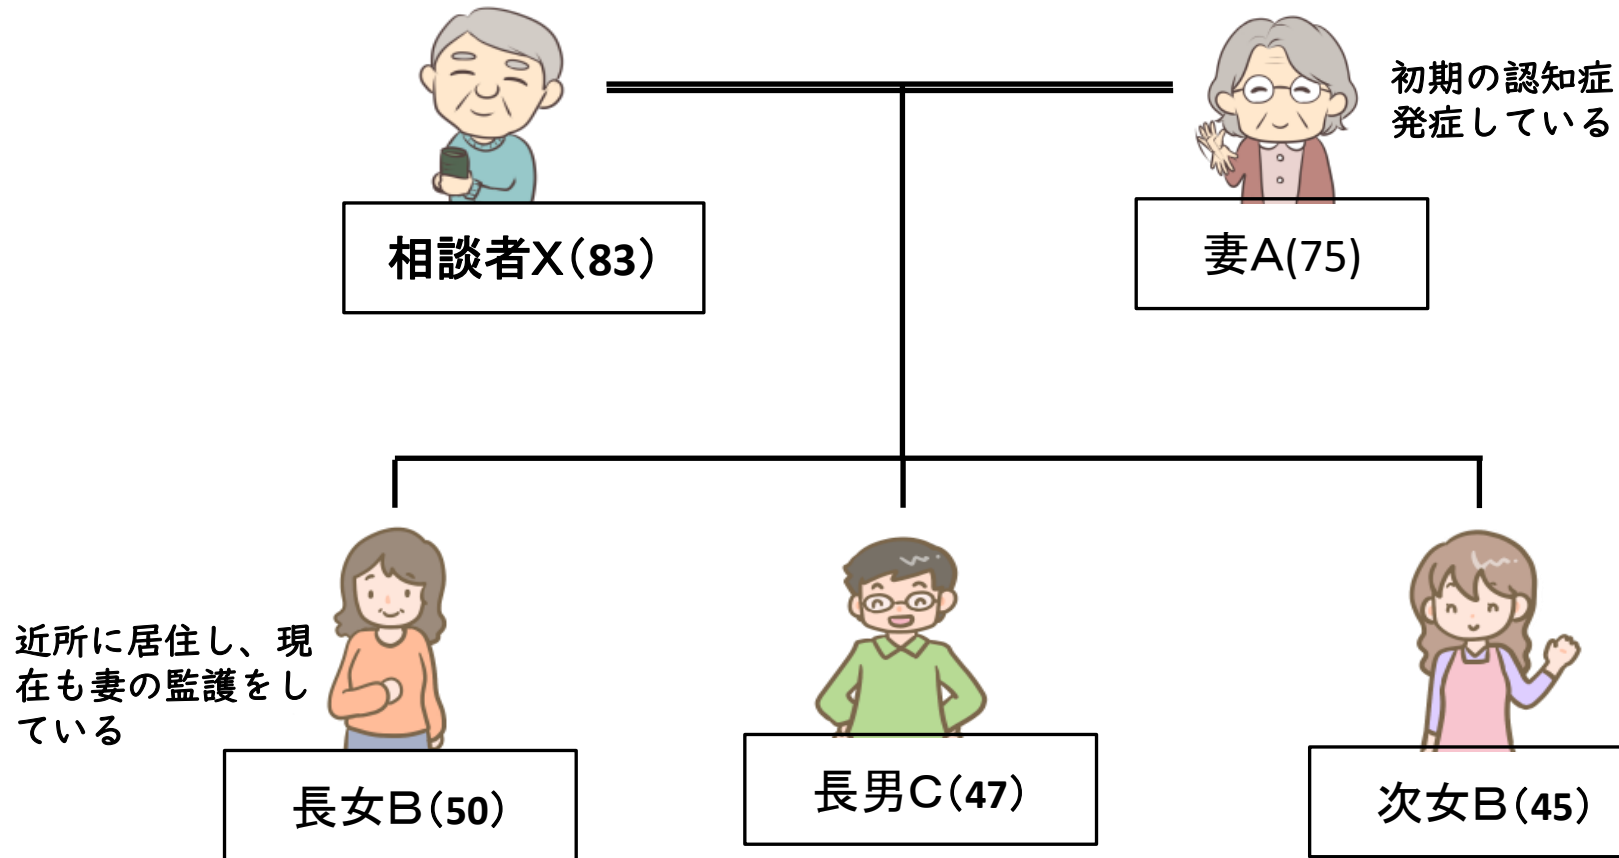 初期の認知症
発症している
相談者X(83)
妻A(75)
近所に居住し、現
在も妻の監護をし
ている
長女B(50)
長男C(47)
次女B(45)